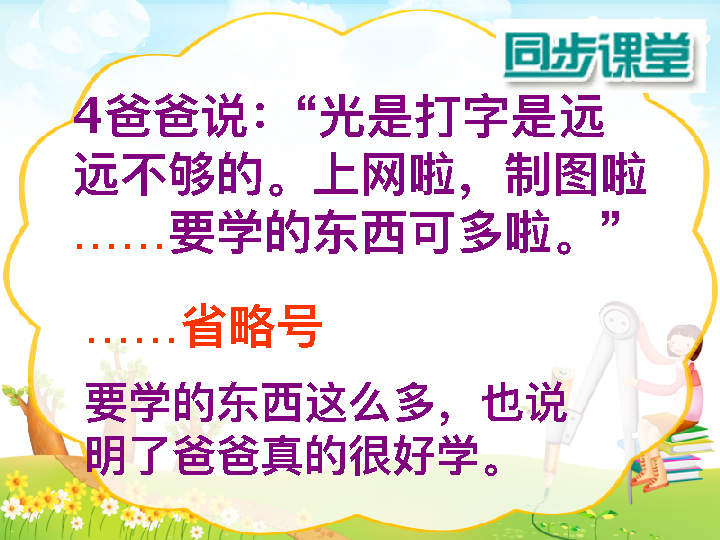 同步课堂
4爸爸说：“光是打字是远
远不够的。上网啦，制图啦
……要学的东西可多啦。”
……省略号
要学的东西这么多，也说
明了爸爸真的很好学。